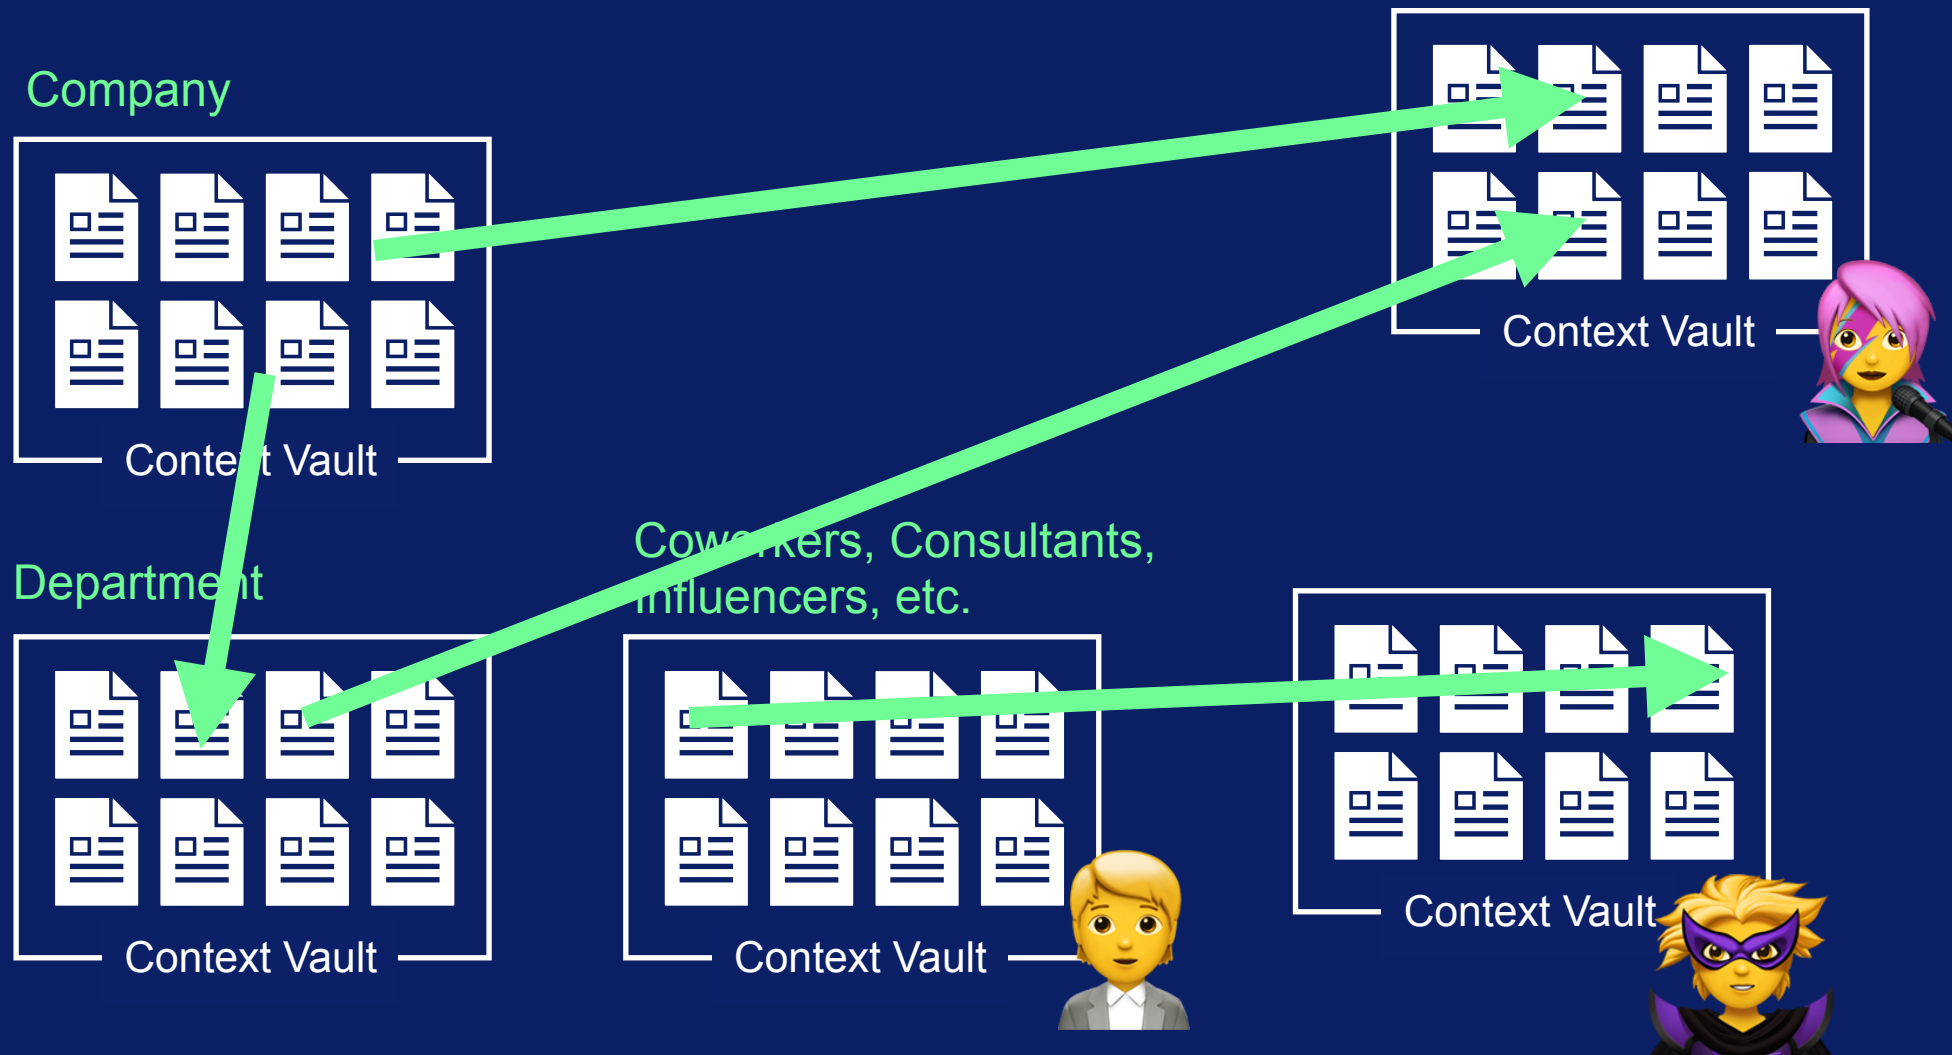 Company
Context Vault
Context Vault
Department
Coworkers, Consultants,
Influencers, etc.
Context Vault
Context Vault
Context Vault